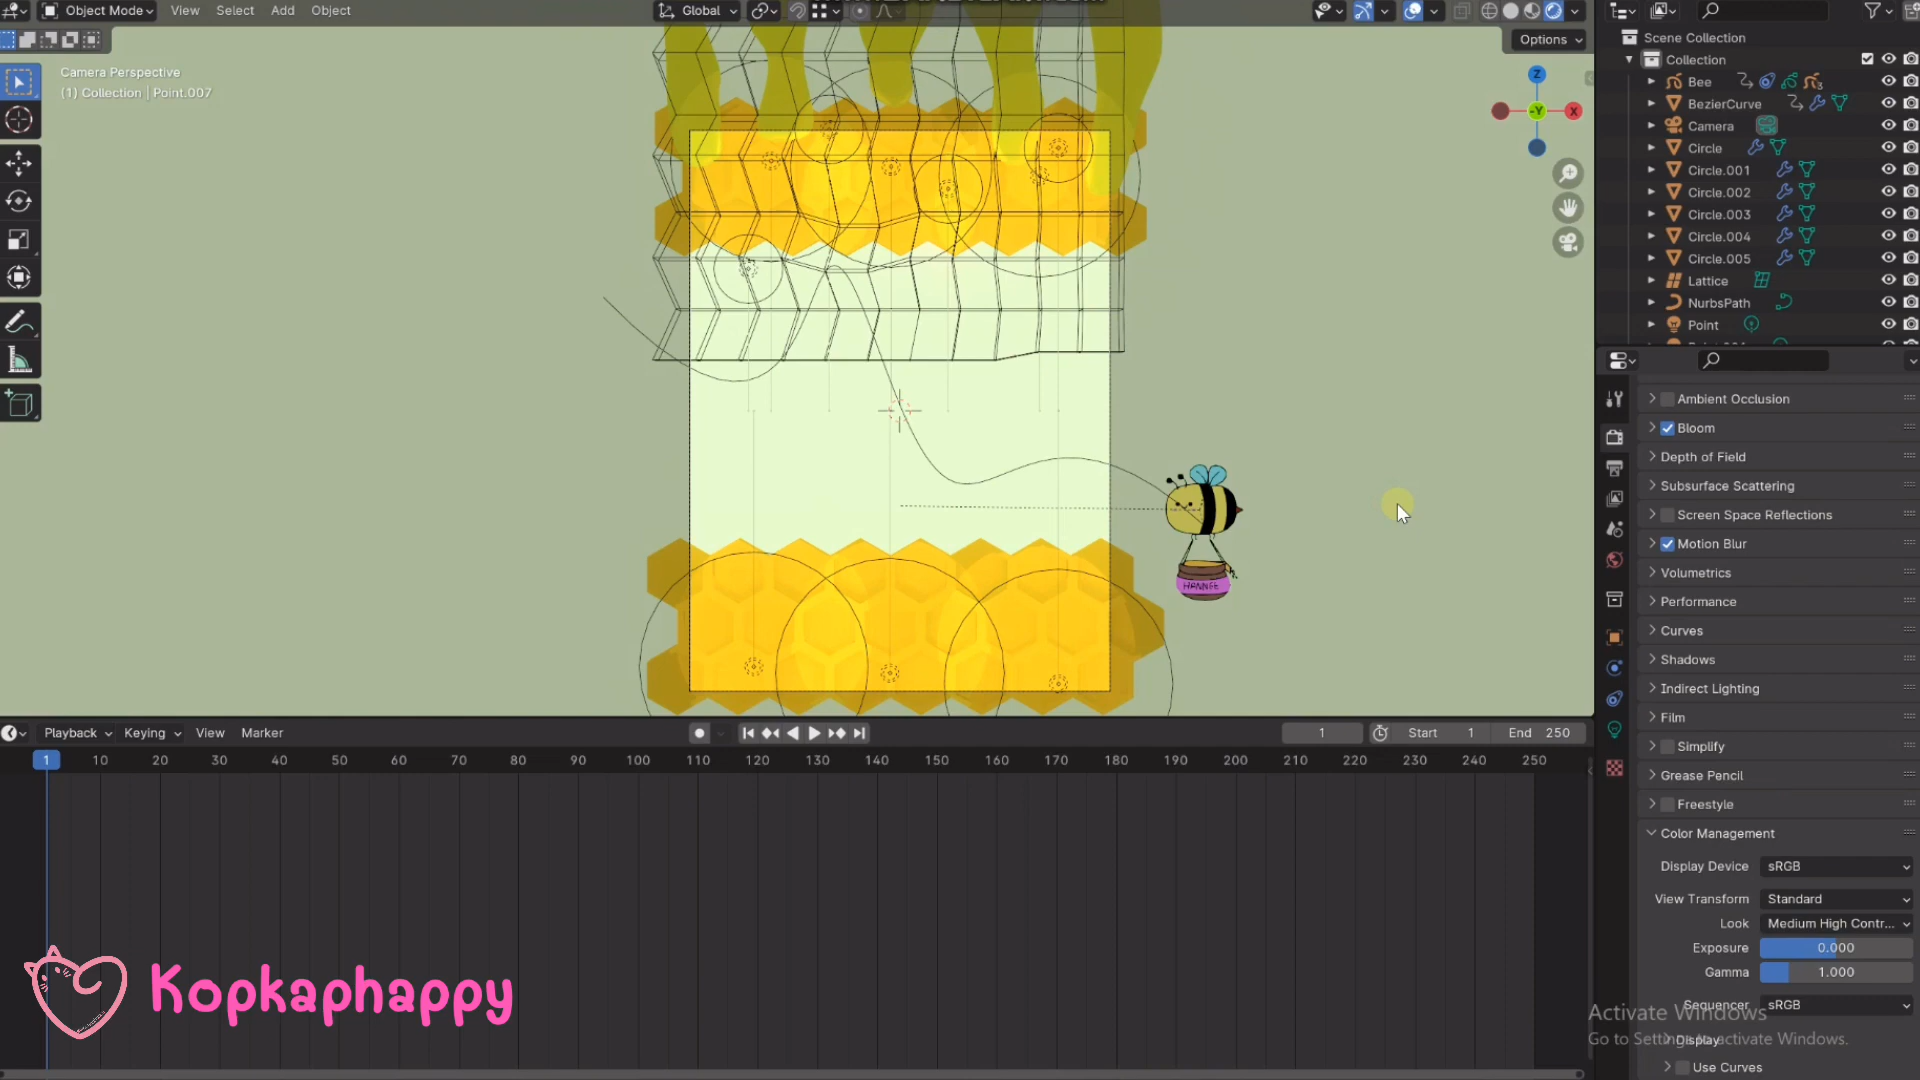 Object Mode View Select Add Object Global
Options
Camera Perspective
(1) Collection | Point.007
Z
-Y
X
HANNEE
Scene Collection
Collection
Bee
BezierCurve
Camera
Circle
Circle.001
Circle.002
Circle.003
Circle.004
Circle.005
Lattice
NurbsPath
Point
Ambient Occlusion
Bloom
Depth of Field
Subsurface Scattering
Screen Space Reflections
Motion Blur
Volumetrics
Performance
Curves
Shadows
Indirect Lighting
Film
Simplify
Grease Pencil
Freestyle
Color Management
Display Device sRGB
View Transform Standard
Look Medium High Contr...
Exposure 0.000
Gamma 1.000
Sequencer sRGB
Display
Use Curves
Playback Keying View Marker 1 Start 1 End 250
1 10 20 30 40 50 60 70 80 90 100 110 120 130 140 150 160 170 180 190 200 210 220 230 240 250
Kopkaphappy
Activate Windows
Go to Settings to activate Windows.